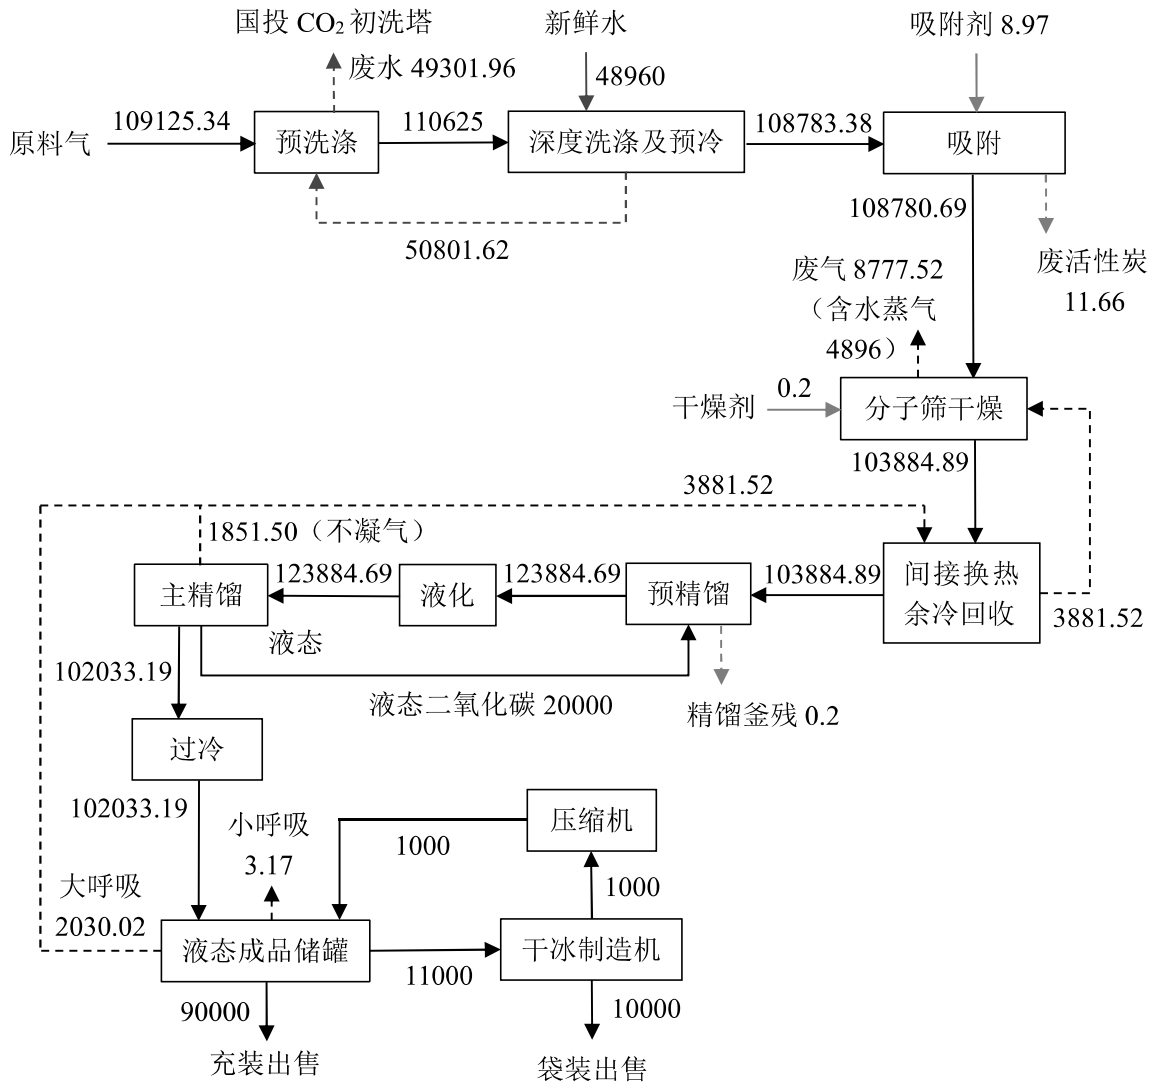 国投 CO₂ 初洗塔
新鲜水
吸附剂 8.97
废水 49301.96
48960
109125.34
110625
108783.38
原料气
预洗涤
深度洗涤及预冷
吸附
50801.62
108780.69
废活性炭
11.66
废气 8777.52
（含水蒸气
4896）
0.2
干燥剂
分子筛干燥
103884.89
3881.52
1851.50（不凝气）
主精馏
123884.69
液化
123884.69
预精馏
103884.89
间接换热
余冷回收
3881.52
液态
102033.19
液态二氧化碳 20000
精馏釜残 0.2
过冷
102033.19
小呼吸
3.17
压缩机
1000
1000
大呼吸
2030.02
液态成品储罐
11000
干冰制造机
90000
10000
充装出售
袋装出售